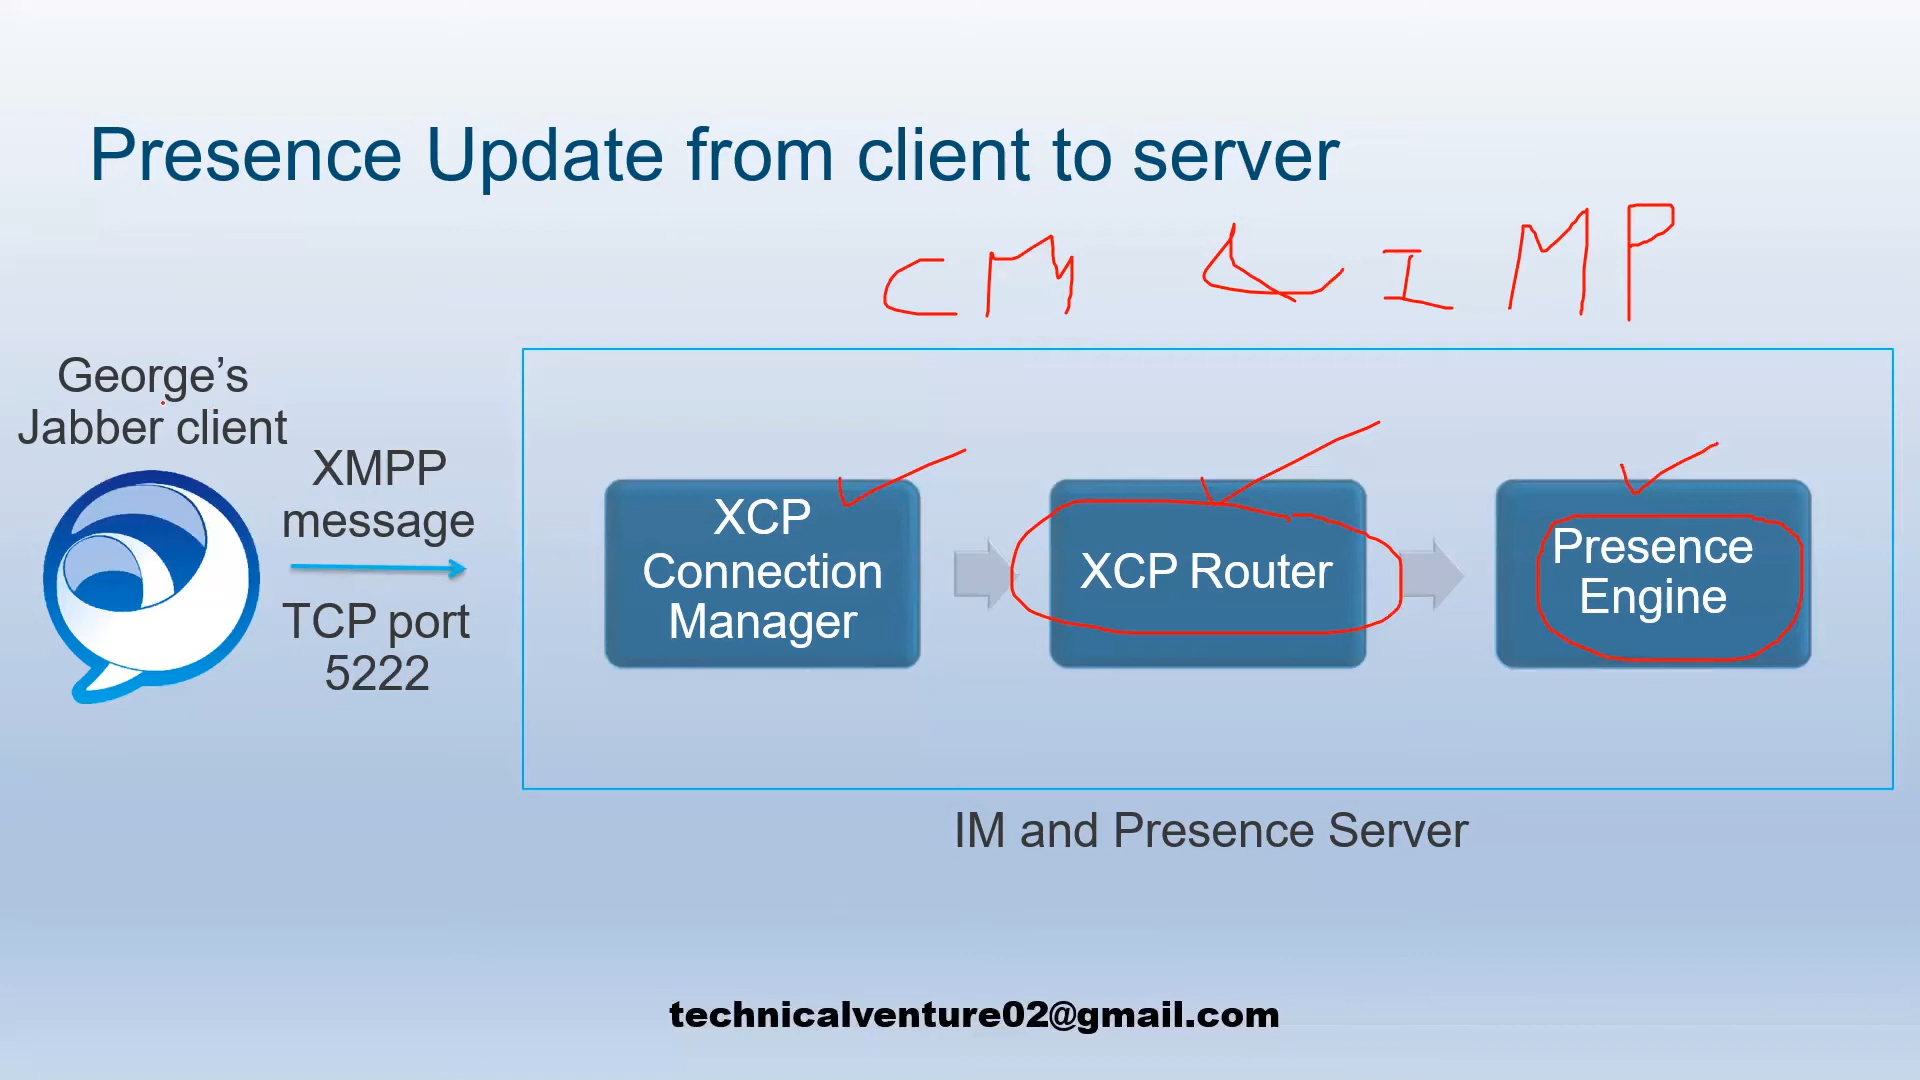 Presence Update from client to server
CM & IMP
George’s
Jabber client
XMPP
message
TCP port
5222
XCP
Connection
Manager
XCP Router
Presence
Engine
IM and Presence Server
technicalventure02@gmail.com